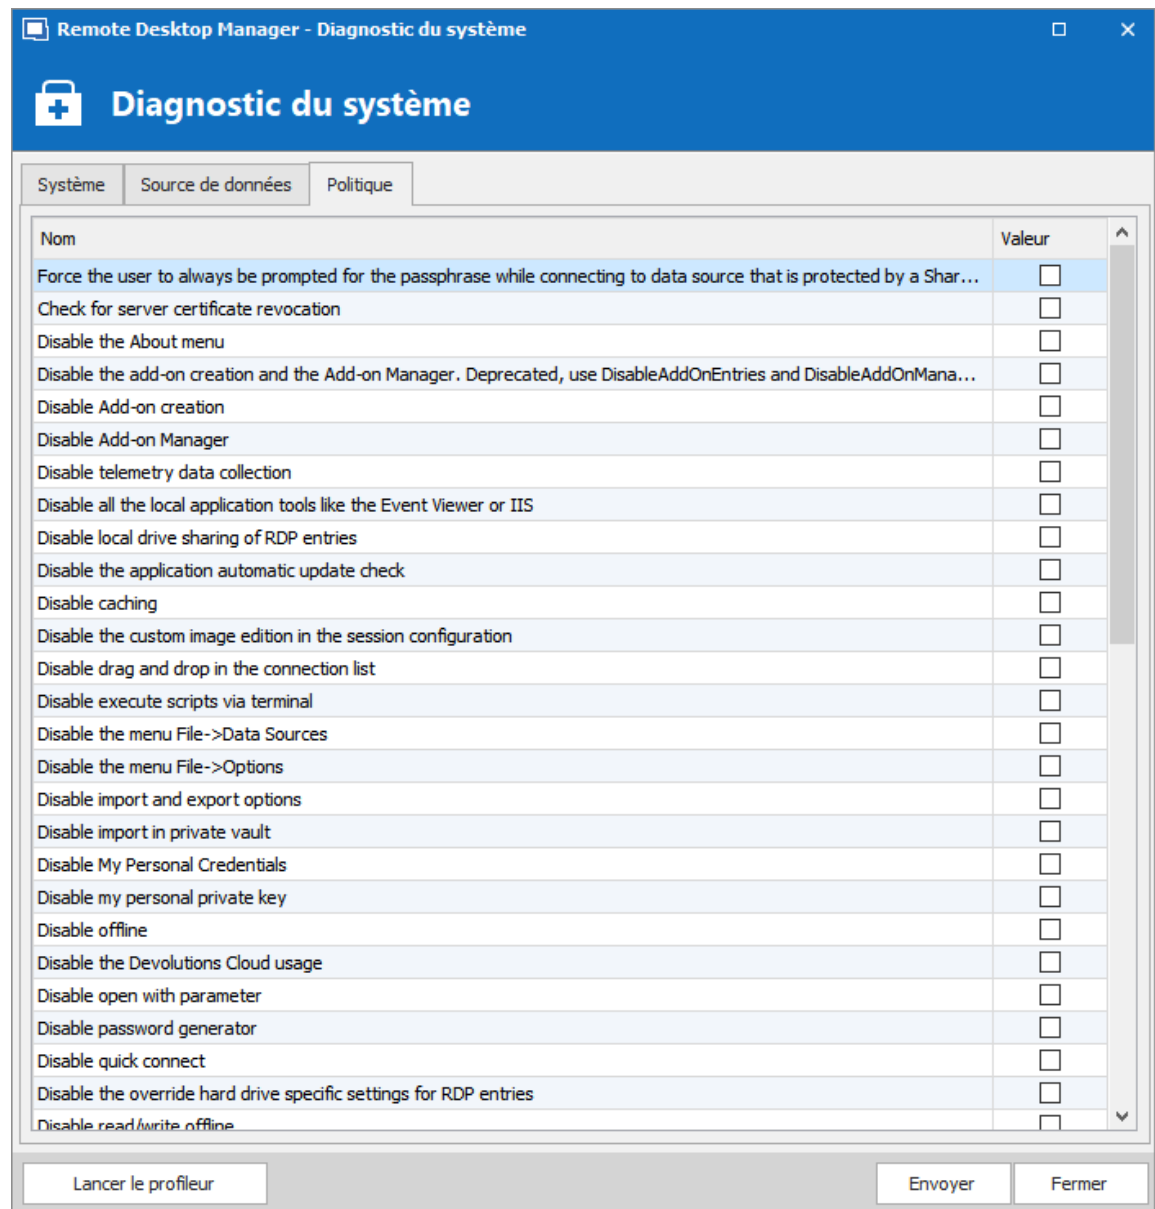 Remote Desktop Manager - Diagnostic du système
Diagnostic du système
Système
Source de données
Politique
Nom
Valeur
Force the user to always be prompted for the passphrase while connecting to data source that is protected by a Shar...
Check for server certificate revocation
Disable the About menu
Disable the add-on creation and the Add-on Manager. Deprecated, use DisableAddOnEntries and DisableAddOnMana...
Disable Add-on creation
Disable Add-on Manager
Disable telemetry data collection
Disable all the local application tools like the Event Viewer or IIS
Disable local drive sharing of RDP entries
Disable the application automatic update check
Disable caching
Disable the custom image edition in the session configuration
Disable drag and drop in the connection list
Disable execute scripts via terminal
Disable the menu File->Data Sources
Disable the menu File->Options
Disable import and export options
Disable import in private vault
Disable My Personal Credentials
Disable my personal private key
Disable offline
Disable the Devolutions Cloud usage
Disable open with parameter
Disable password generator
Disable quick connect
Disable the override hard drive specific settings for RDP entries
Disable read/write offline
Lancer le profileur
Envoyer
Fermer